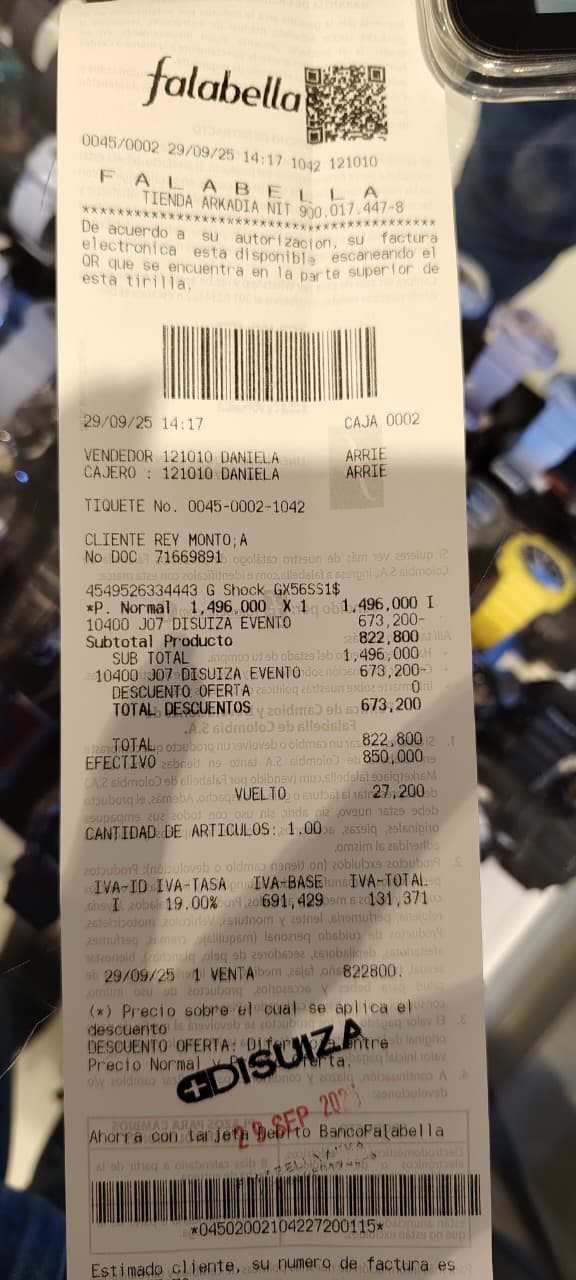 falabella
0045/0002 29/09/25 14:17 1042 121010
F A L A B E L L A
TIENDA ARKADIA NIT 900.017.447-8
****************************************
De acuerdo a su autorizacion, su factura
electronica esta disponible escaneando el
QR que se encuentra en la parte superior de
esta tirilla.
29/09/25 14:17 CAJA 0002
VENDEDOR 121010 DANIELA ARRIE
CAJERO : 121010 DANIELA ARRIE
TIQUETE No. 0045-0002-1042
CLIENTE REY MONTO;A
No DOC 71669891
4549526334443 G Shock GX56SS1$
*P. Normal 1,496,000 X 1 1,496,000 I
10400 J07 DISUIZA EVENTO 673,200-
Subtotal Producto 822,800
SUB TOTAL 1,496,000
10400 J07 DISUIZA EVENTO 673,200-
DESCUENTO OFERTA 0
TOTAL DESCUENTOS 673,200
TOTAL 822,800
EFECTIVO 850,000
VUELTO 27,200
CANTIDAD DE ARTICULOS: 1.00
IVA-ID IVA-TASA IVA-BASE IVA-TOTAL
I 19.00% 691,429 131,371
29/09/25 1 VENTA 822800.
(*) Precio sobre el cual se aplica el
descuento
DESCUENTO OFERTA: Diferencia entre
Precio Normal y P. Oferta.
DISUIZA
29 SEP 202
Ahorra con tarjeta Debito BancoFalabella
*04502002104227200115*
Estimado cliente, su numero de factura es